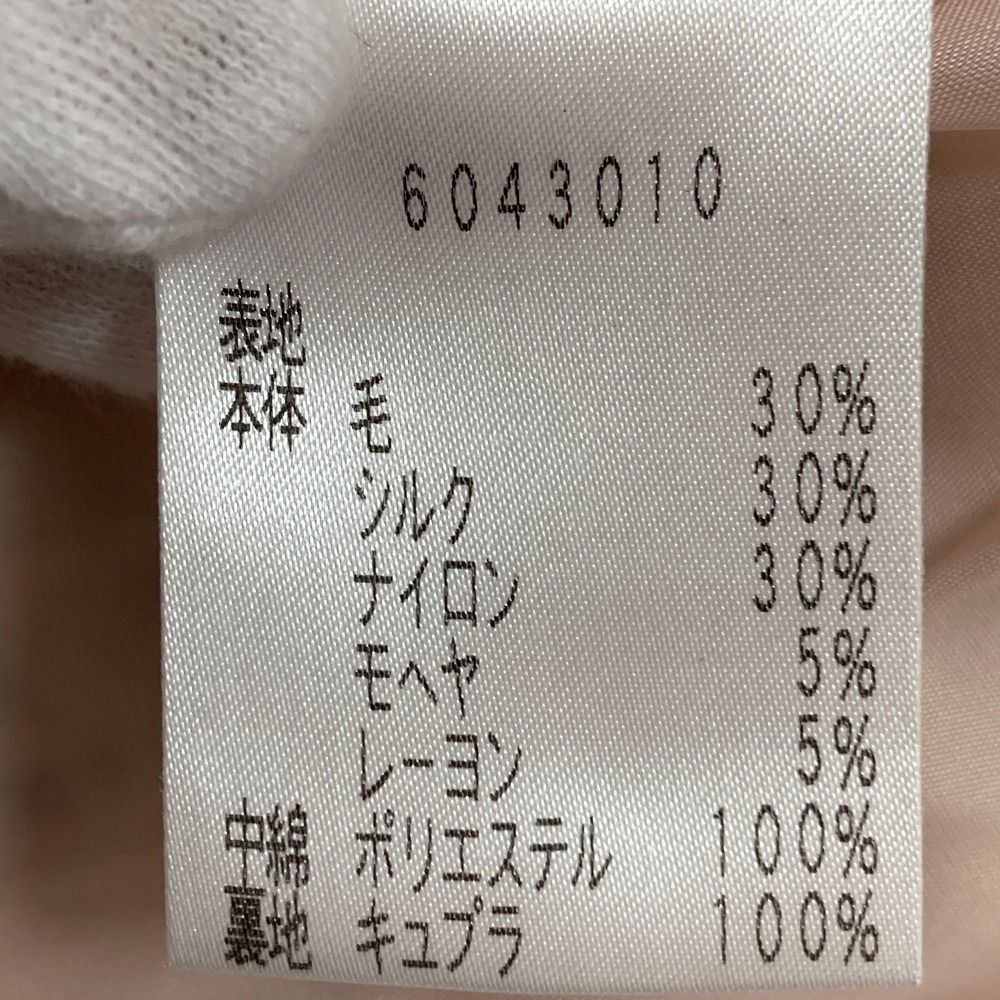 6043010
表地
本体 毛 30%
シルク 30%
ナイロン 30%
モヘヤ 5%
レーヨン 5%
中綿 ポリエステル 100%
裏地 キュプラ 100%